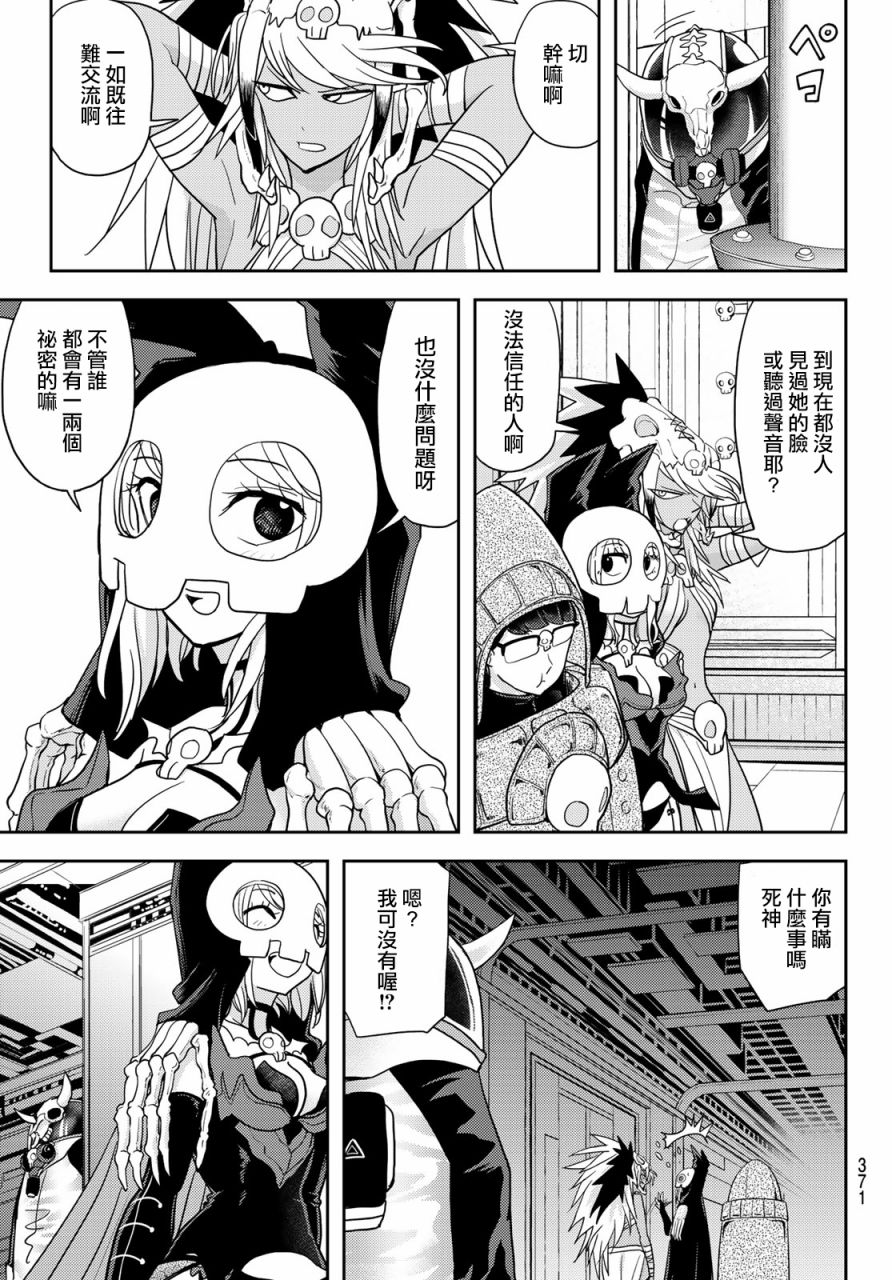 ペコ
切
幹嘛啊
一如既往
難交流啊
到現在都沒人
見過她的臉
或聽過聲音耶？
沒法信任的人啊
也沒什麼問題呀
不管誰
都會有一兩個
祕密的嘛
你有瞞
什麼事嗎
死神
嗯？
我可沒有喔!?
371